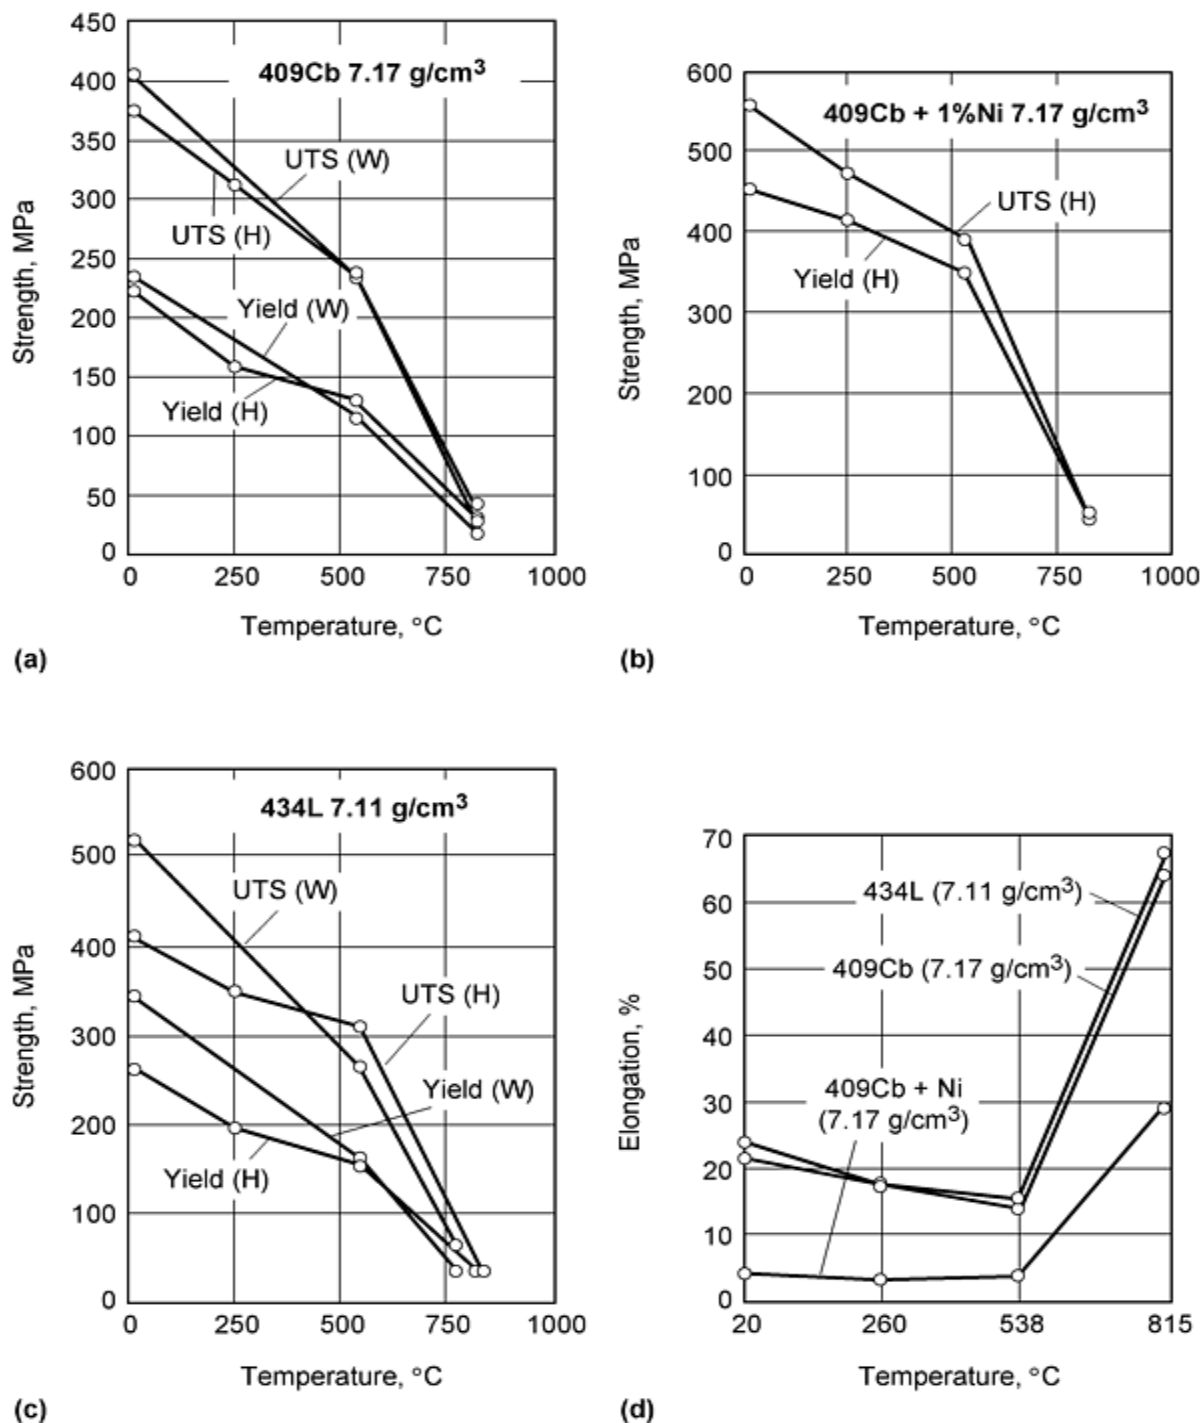 450
400
350
300
250
200
150
100
50
0
Strength, MPa
409Cb 7.17 g/cm³
UTS (W)
UTS (H)
Yield (W)
Yield (H)
0 250 500 750 1000
Temperature, °C
(a)
600
500
400
300
200
100
0
Strength, MPa
409Cb + 1%Ni 7.17 g/cm³
UTS (H)
Yield (H)
0 250 500 750 1000
Temperature, °C
(b)
600
500
400
300
200
100
0
Strength, MPa
434L 7.11 g/cm³
UTS (W)
UTS (H)
Yield (W)
Yield (H)
0 250 500 750 1000
Temperature, °C
(c)
70
60
50
40
30
20
10
0
Elongation, %
434L (7.11 g/cm³)
409Cb (7.17 g/cm³)
409Cb + Ni
(7.17 g/cm³)
20 260 538 815
Temperature, °C
(d)